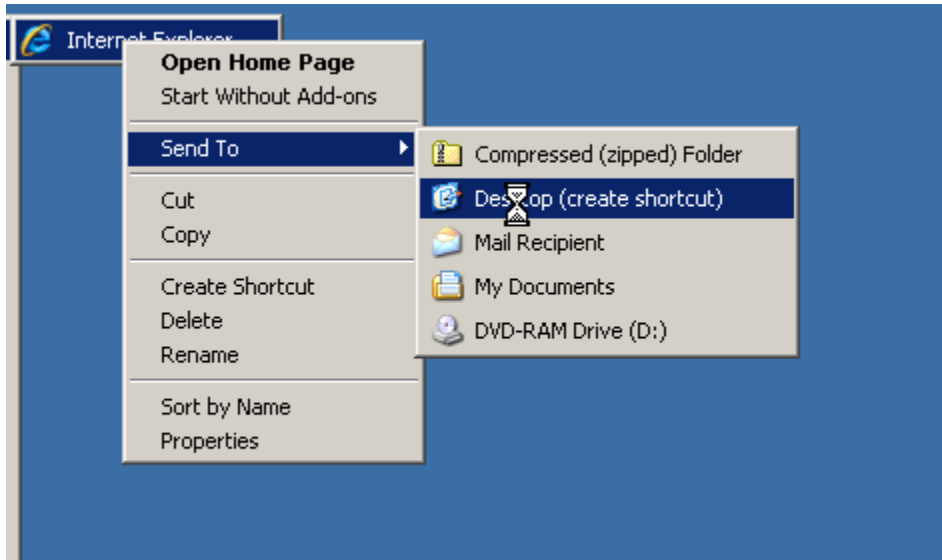 Internet Explorer
Open Home Page
Start Without Add-ons
Send To
Cut
Copy
Create Shortcut
Delete
Rename
Sort by Name
Properties
Compressed (zipped) Folder
Desktop (create shortcut)
Mail Recipient
My Documents
DVD-RAM Drive (D:)